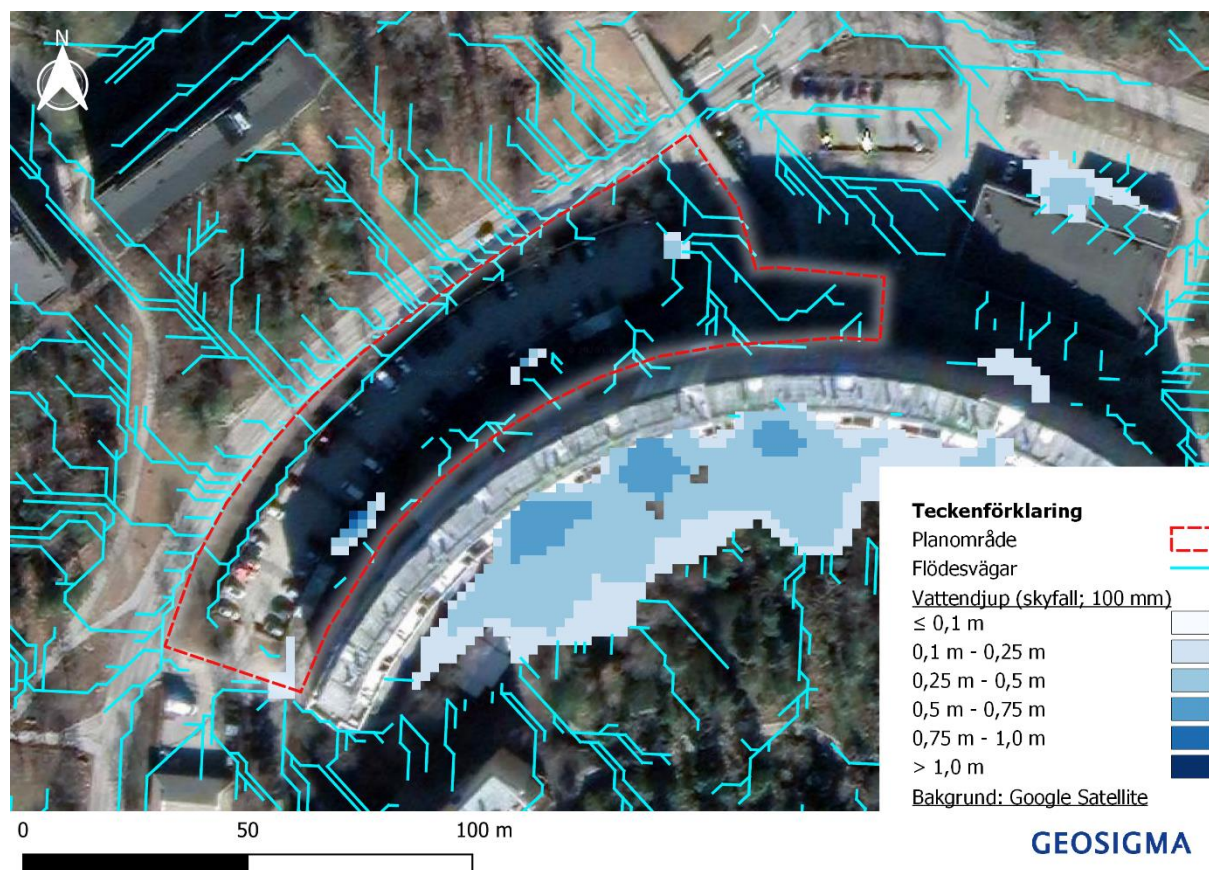 N
Teckenförklaring
Planområde
Flödesvägar
Vattendjup (skyfall; 100 mm)
≤ 0,1 m
0,1 m - 0,25 m
0,25 m - 0,5 m
0,5 m - 0,75 m
0,75 m - 1,0 m
> 1,0 m
Bakgrund: Google Satellite
0 50 100 m
GEOSIGMA